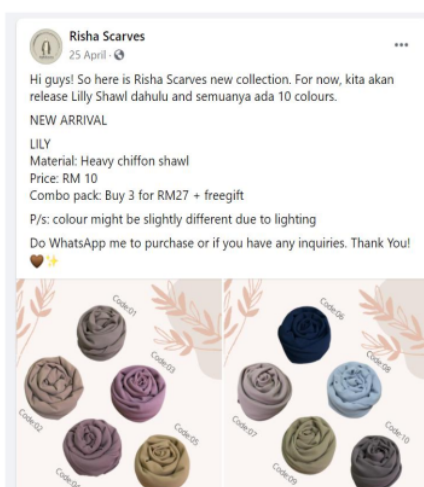 Risha Scarves
25 April
Hi guys! So here is Risha Scarves new collection. For now, kita akan
release Lilly Shawl dahulu and semuanya ada 10 colours.
NEW ARRIVAL
LILY
Material: Heavy chiffon shawl
Price: RM 10
Combo pack: Buy 3 for RM27 + freegift
P/s: colour might be slightly different due to lighting
Do WhatsApp me to purchase or if you have any inquiries. Thank You!
Code:01
Code:03
Code:02
Code:05
Code:04
Code:06
Code:08
Code:07
Code:10
Code:09